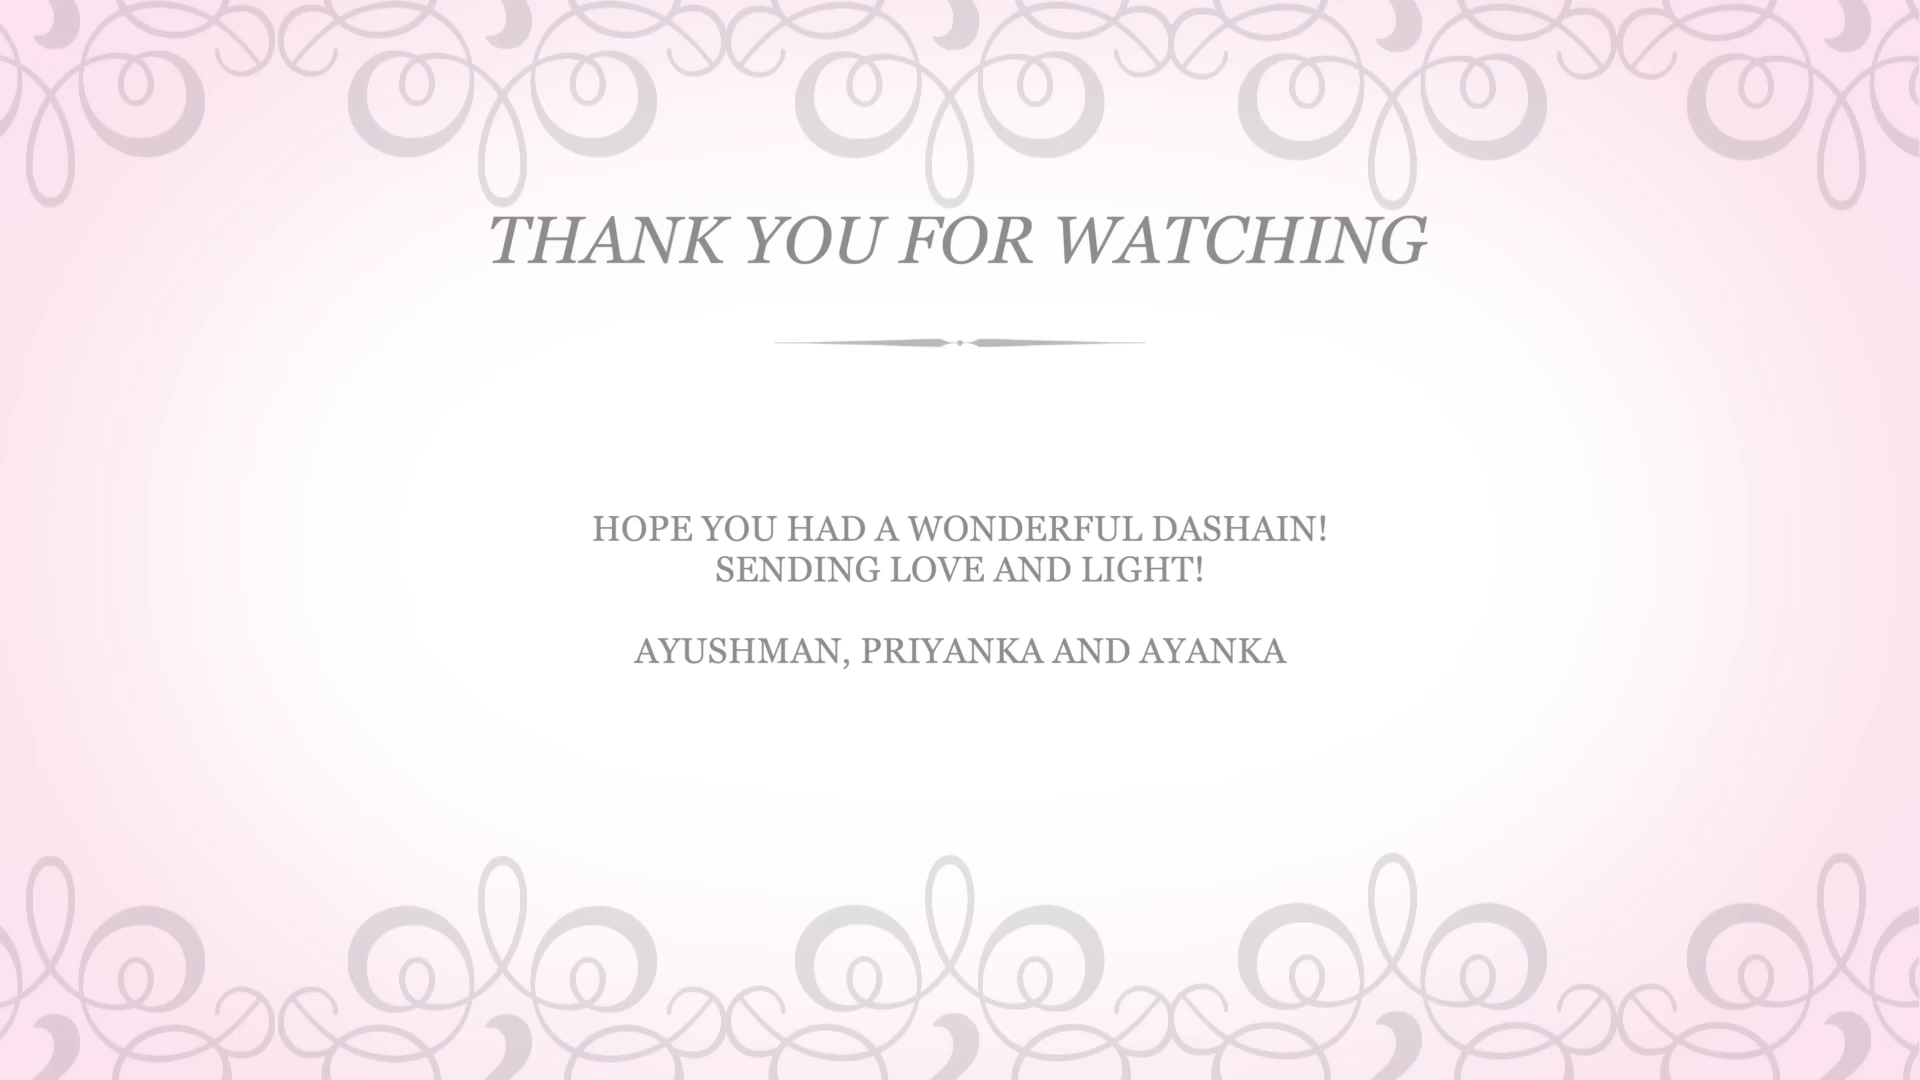 THANK YOU FOR WATCHING
HOPE YOU HAD A WONDERFUL DASHAIN!
SENDING LOVE AND LIGHT!
AYUSHMAN, PRIYANKA AND AYANKA